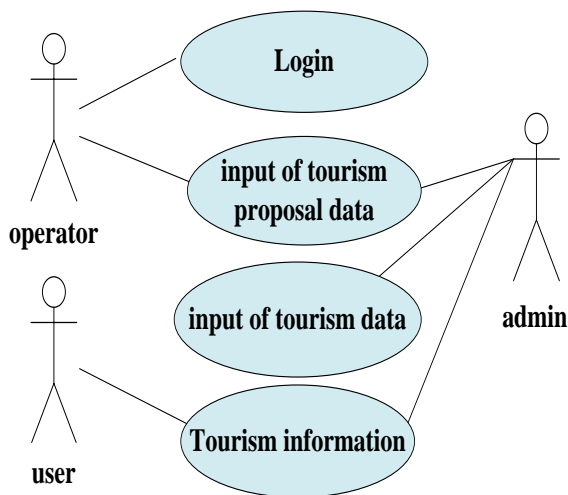 Login
input of tourism
proposal data
operator
input of tourism data
admin
Tourism information
user